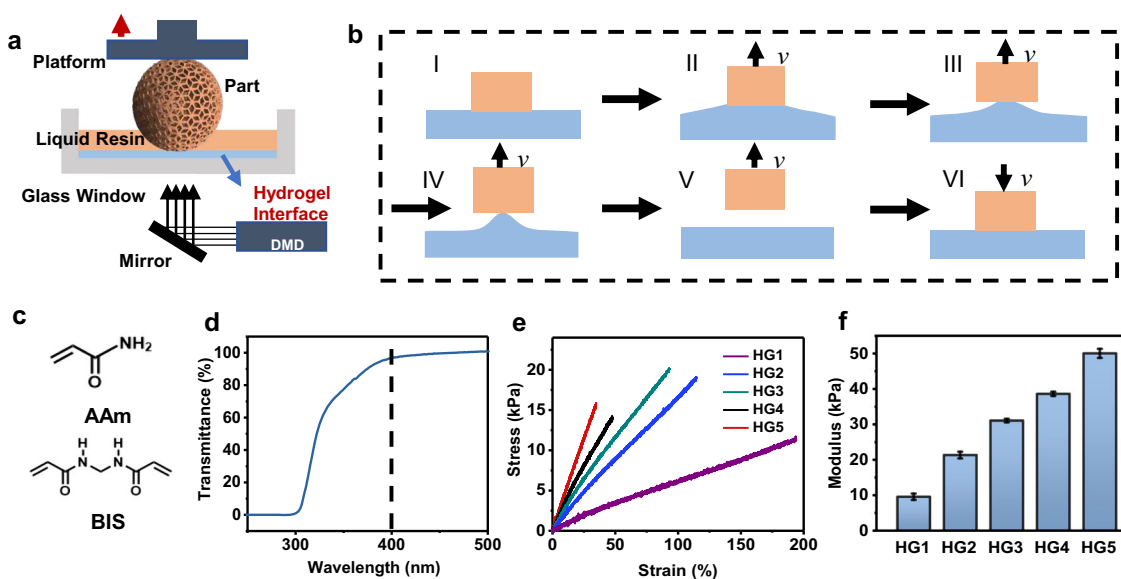 a
Platform
Part
Liquid Resin
Glass Window
Hydrogel
Interface
DMD
Mirror
b
I
II
v
III
v
IV
v
V
v
VI
v
c
NH₂
O
AAm
H
H
N
N
O
O
BIS
d
Transmittance (%)
100
80
60
40
20
0
300
400
500
Wavelength (nm)
e
Stress (kPa)
25
20
15
10
5
0
0
50
100
150
200
Strain (%)
HG1
HG2
HG3
HG4
HG5
f
Modulus (kPa)
50
40
30
20
10
0
HG1 HG2 HG3 HG4 HG5